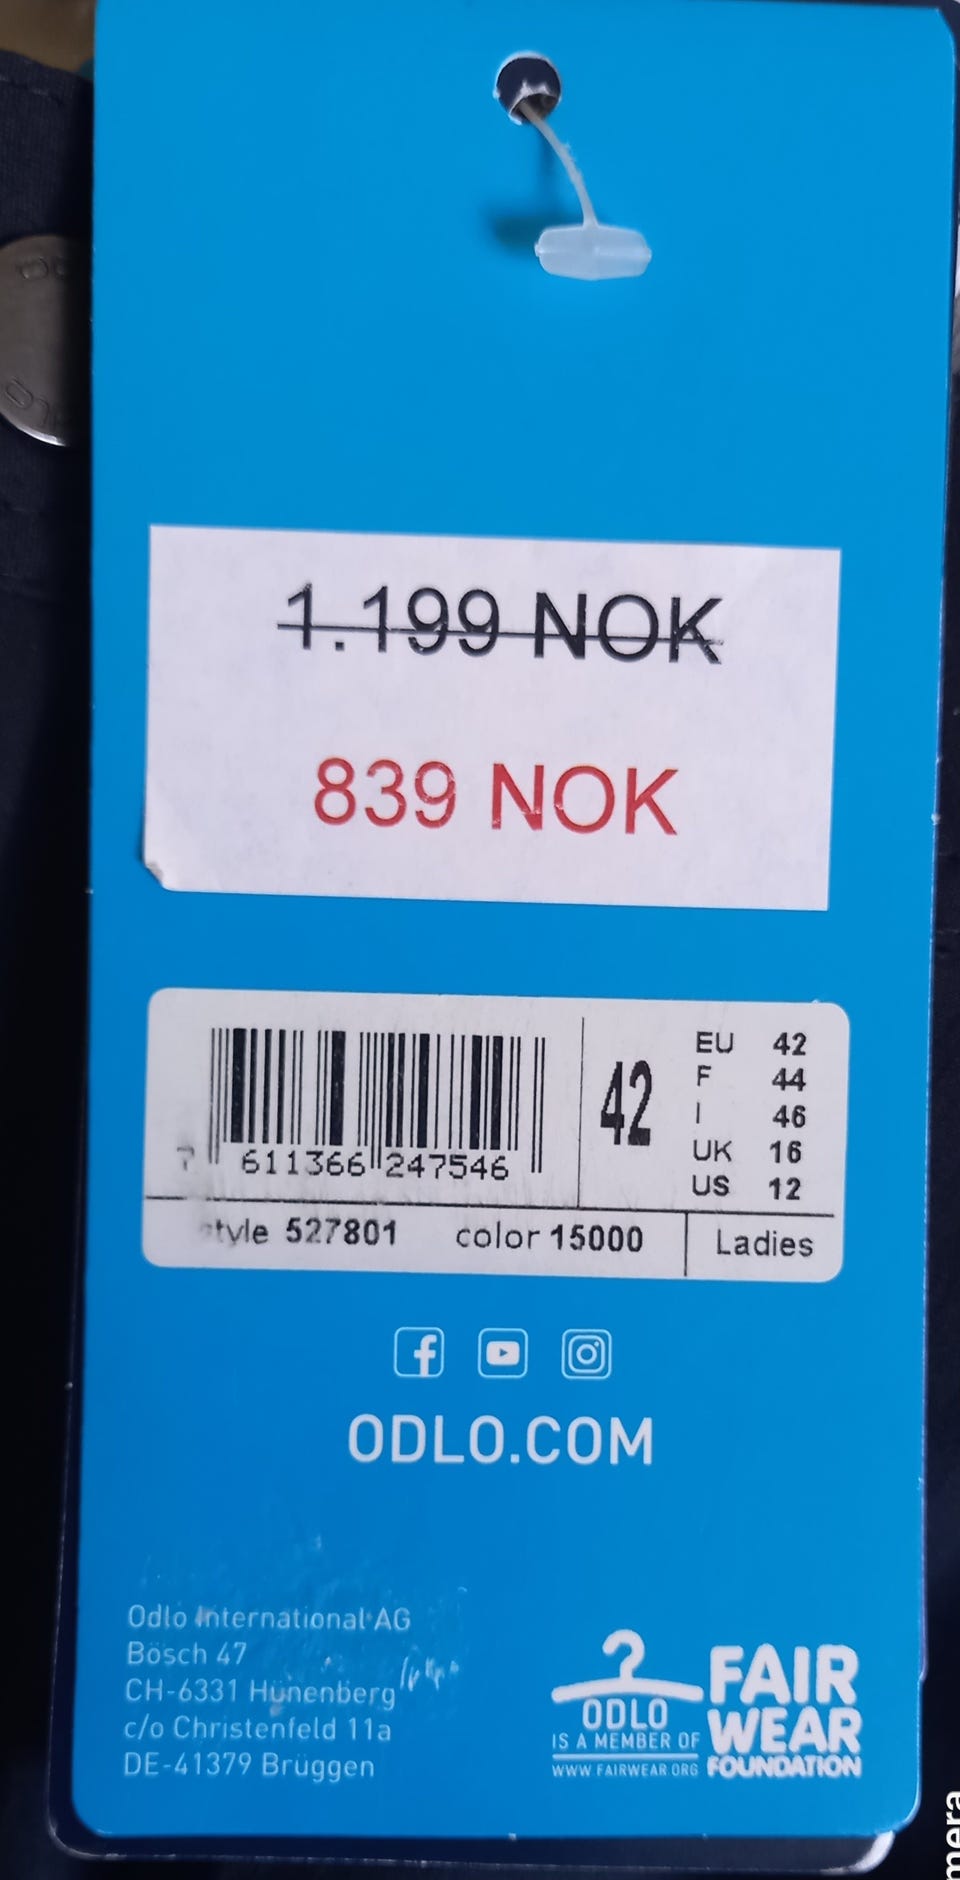 1.199 NOK
839 NOK
7 611366 247546
42
EU 42
F 44
I 46
UK 16
US 12
style 527801 color 15000 Ladies
ODLO.COM
Odlo International AG
Bösch 47
CH-6331 Hünenberg
c/o Christenfeld 11a
DE-41379 Brüggen
ODLO
IS A MEMBER OF
WWW.FAIRWEAR.ORG
FAIR
WEAR
FOUNDATION